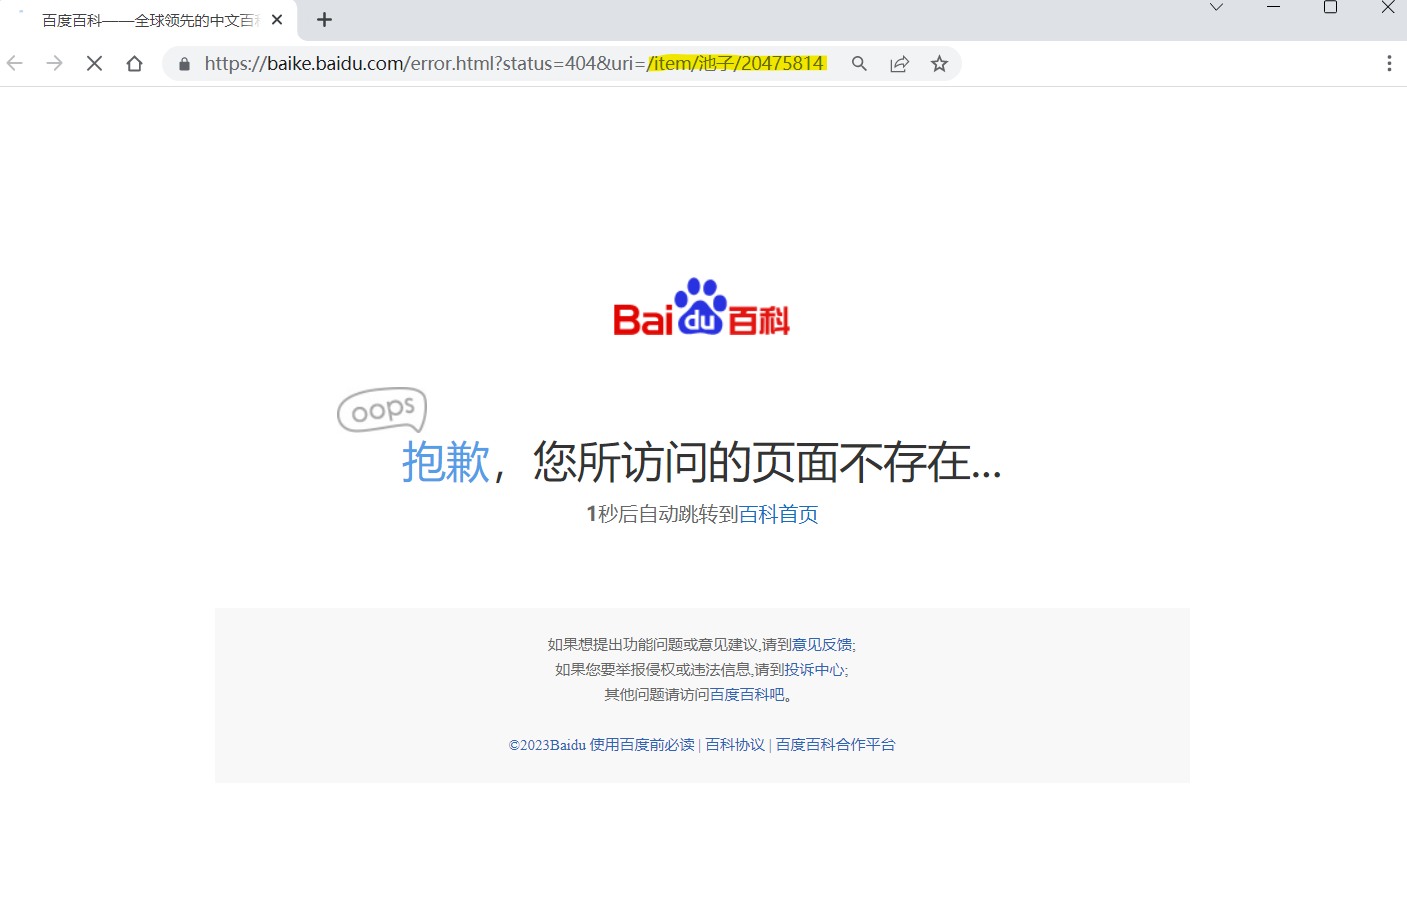 百度百科——全球领先的中文百
https://baike.baidu.com/error.html?status=404&uri=/item/池子/20475814
Bai du 百科
oops
抱歉，您所访问的页面不存在...
1秒后自动跳转到百科首页
如果想提出功能问题或意见建议,请到意见反馈;
如果您要举报侵权或违法信息,请到投诉中心;
其他问题请访问百度百科吧。
©2023Baidu 使用百度前必读 | 百科协议 | 百度百科合作平台